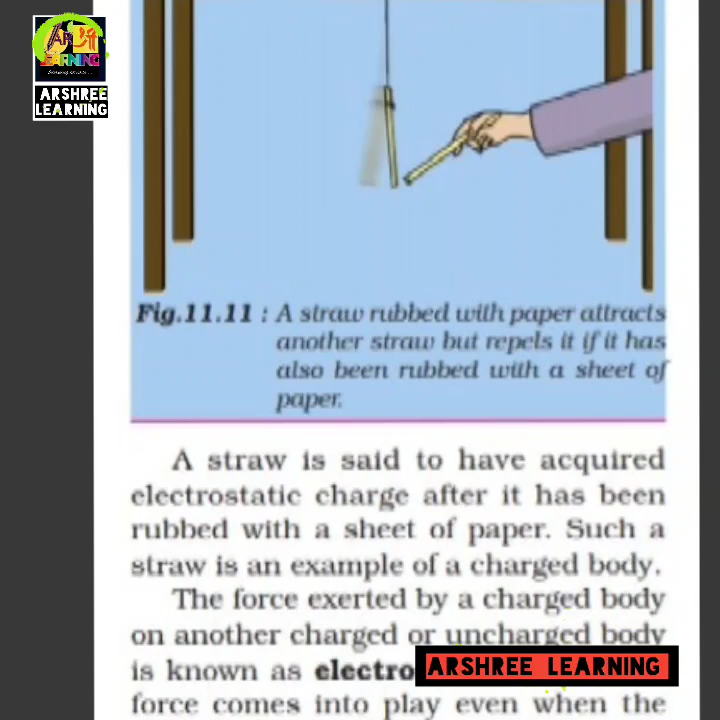 ARSHREE
LEARNING
Fig.11.11 : A straw rubbed with paper attracts
another straw but repels it if it has
also been rubbed with a sheet of
paper.
A straw is said to have acquired
electrostatic charge after it has been
rubbed with a sheet of paper. Such a
straw is an example of a charged body.
The force exerted by a charged body
on another charged or uncharged body
is known as electro
ARSHREE LEARNING
force comes into play even when the